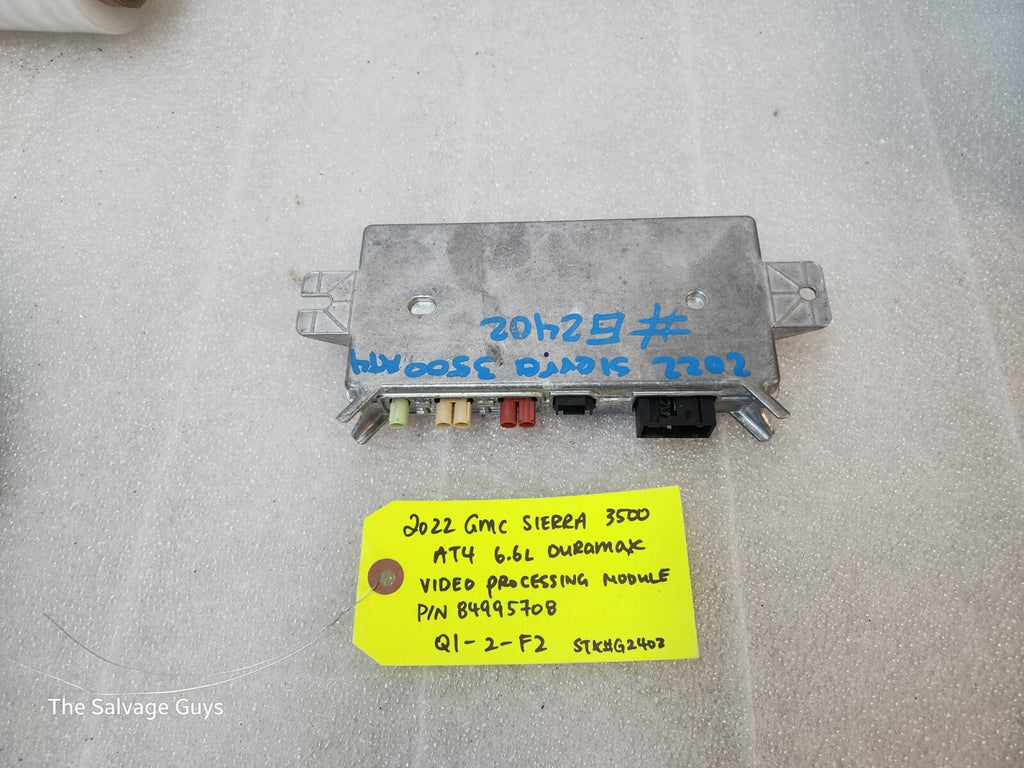 2022 Sierra 3500 AT4
#G2402
2022 GMC SIERRA 3500
AT4 6.6L DURAMAX
VIDEO PROCESSING MODULE
P/N 84995708
Q1-2-F2 STK#G2402
The Salvage Guys